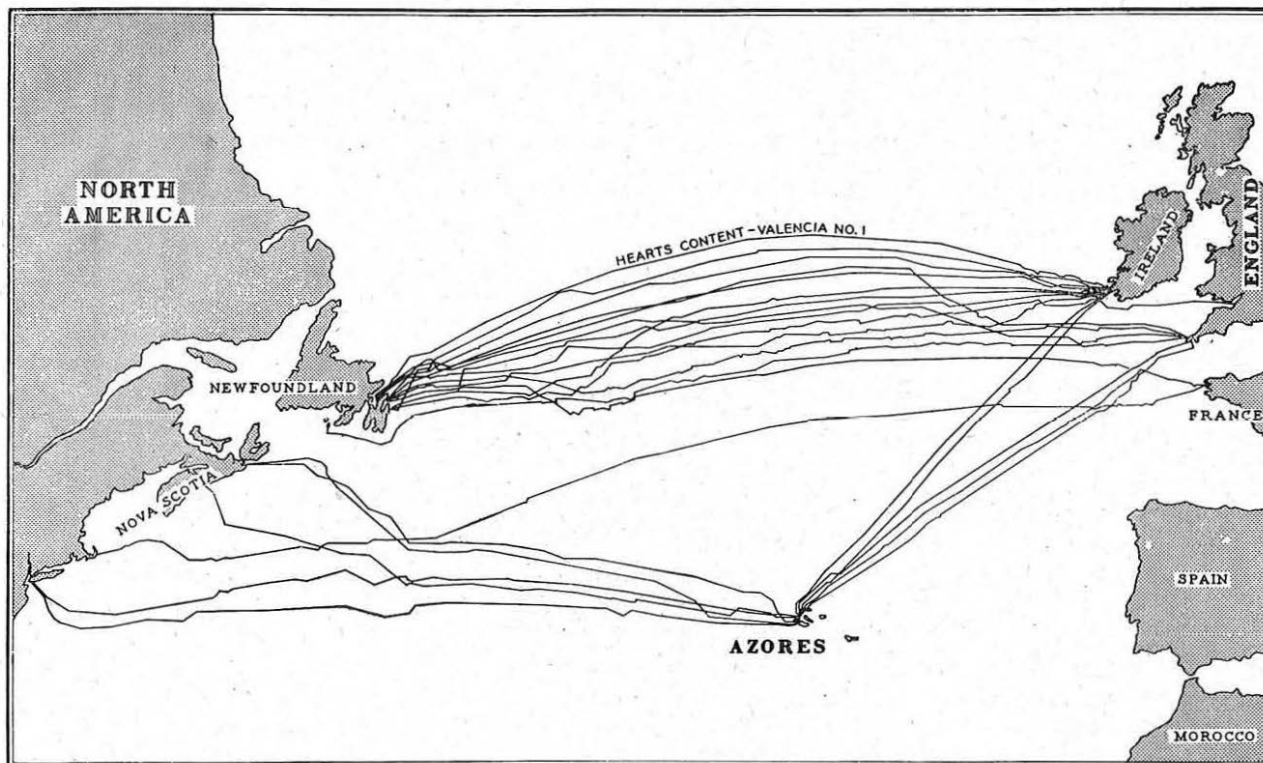 NORTH
AMERICA
HEARTS CONTENT-VALENCIA NO. 1
IRELAND
ENGLAND
NEWFOUNDLAND
FRANCE
NOVA SCOTIA
SPAIN
AZORES
MOROCCO